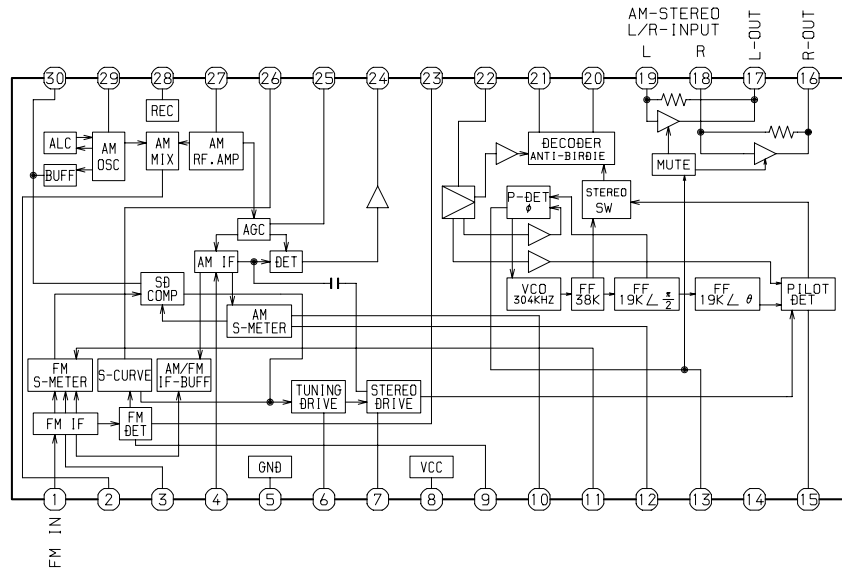 AM-STEREO
L/R-INPUT
L
R
L-OUT
R-OUT
30
29
28
27
26
25
24
23
22
21
20
19
18
17
16
REC
ALC
AM
OSC
AM
MIX
AM
RF.AMP
BUFF
DECODER
ANTI-BIRDIE
MUTE
P-DET
φ
STEREO
SW
AGC
AM IF
DET
SD
COMP
AM
S-METER
VCO
304KHZ
FF
38K
FF
19K∠ π/2
FF
19K∠ θ
PILOT
DET
FM
S-METER
S-CURVE
AM/FM
IF-BUFF
TUNING
DRIVE
STEREO
DRIVE
FM IF
FM
DET
GND
VCC
1
2
3
4
5
6
7
8
9
10
11
12
13
14
15
FM IN